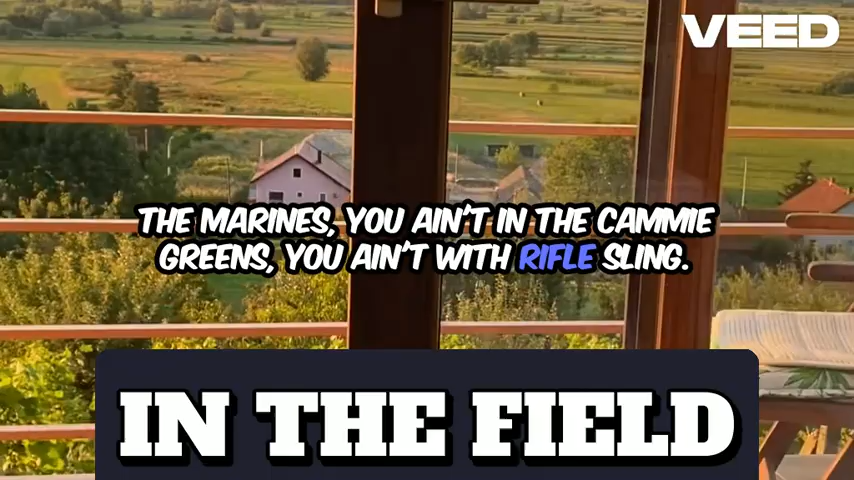 VEED
THE MARINES, YOU AIN'T IN THE CAMMIE
GREENS, YOU AIN'T WITH RIFLE SLING.
IN THE FIELD